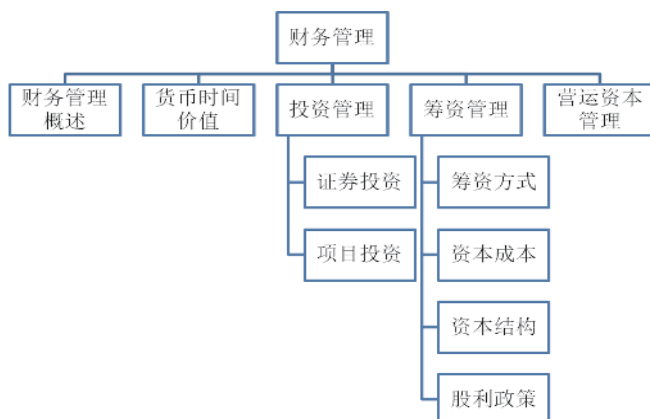 财务管理
财务管理
概述
货币时间
价值
投资管理
筹资管理
营运资本
管理
证券投资
筹资方式
项目投资
资本成本
资本结构
股利政策